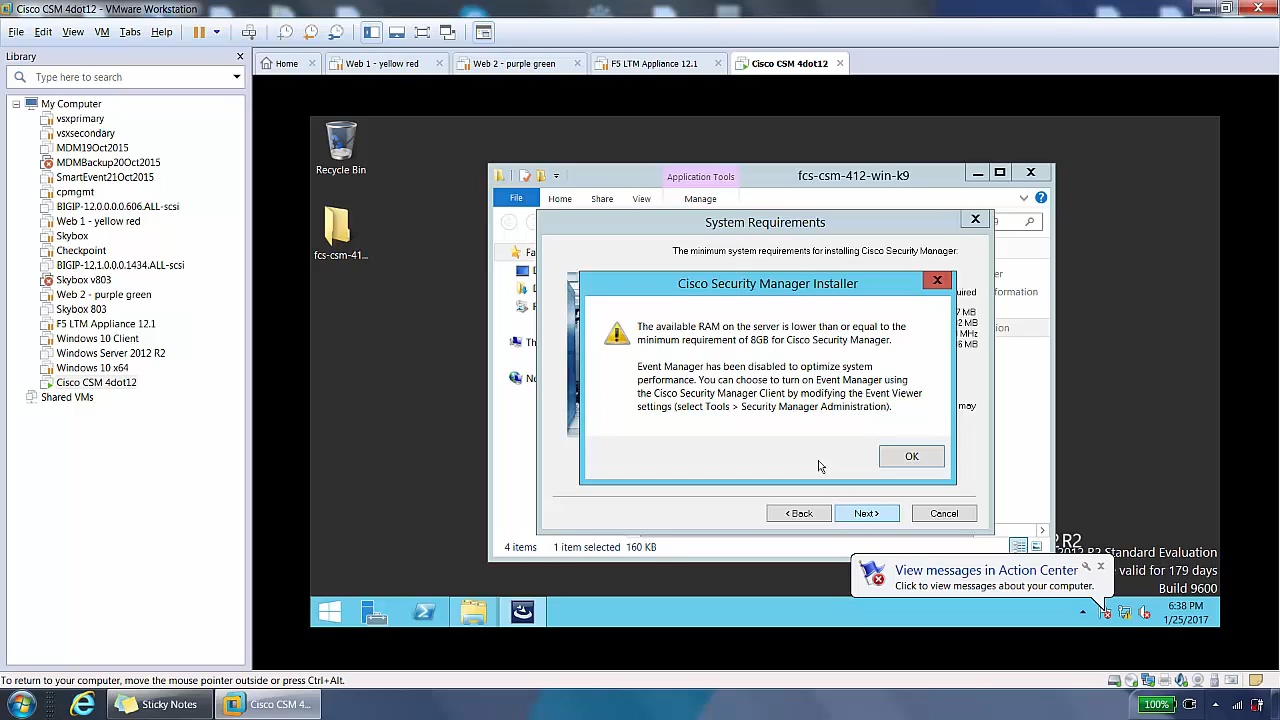 Cisco CSM 4dot12 - VMware Workstation
File Edit View VM Tabs Help
Library
Type here to search
My Computer
vsxprimary
vsxsecondary
MDM19Oct2015
MDMBackup20Oct2015
SmartEvent21Oct2015
cpmgmt
BIGIP-12.0.0.0.606.ALL-scsi
Web 1 - yellow red
Skybox
Checkpoint
BIGIP-12.1.0.0.1434.ALL-scsi
Skybox v803
Web 2 - purple green
Skybox 803
F5 LTM Appliance 12.1
Windows 10 Client
Windows Server 2012 R2
Windows 10 x64
Cisco CSM 4dot12
Shared VMs
Home
Web 1 - yellow red
Web 2 - purple green
F5 LTM Appliance 12.1
Cisco CSM 4dot12
Recycle Bin
fcs-csm-41...
Application Tools
fcs-csm-412-win-k9
File Home Share View Manage
System Requirements
The minimum system requirements for installing Cisco Security Manager
Cisco Security Manager Installer
The available RAM on the server is lower than or equal to the
minimum requirement of 8GB for Cisco Security Manager.
Event Manager has been disabled to optimize system
performance. You can choose to turn on Event Manager using
the Cisco Security Manager Client by modifying the Event Viewer
settings (select Tools > Security Manager Administration).
OK
may
< Back Next > Cancel
4 items 1 item selected 160 KB
View messages in Action Center
Click to view messages about your computer.
2012 R2 Standard Evaluation
valid for 179 days
Build 9600
6:38 PM
1/25/2017
To return to your computer, move the mouse pointer outside or press Ctrl+Alt.
Sticky Notes
Cisco CSM 4...
100%